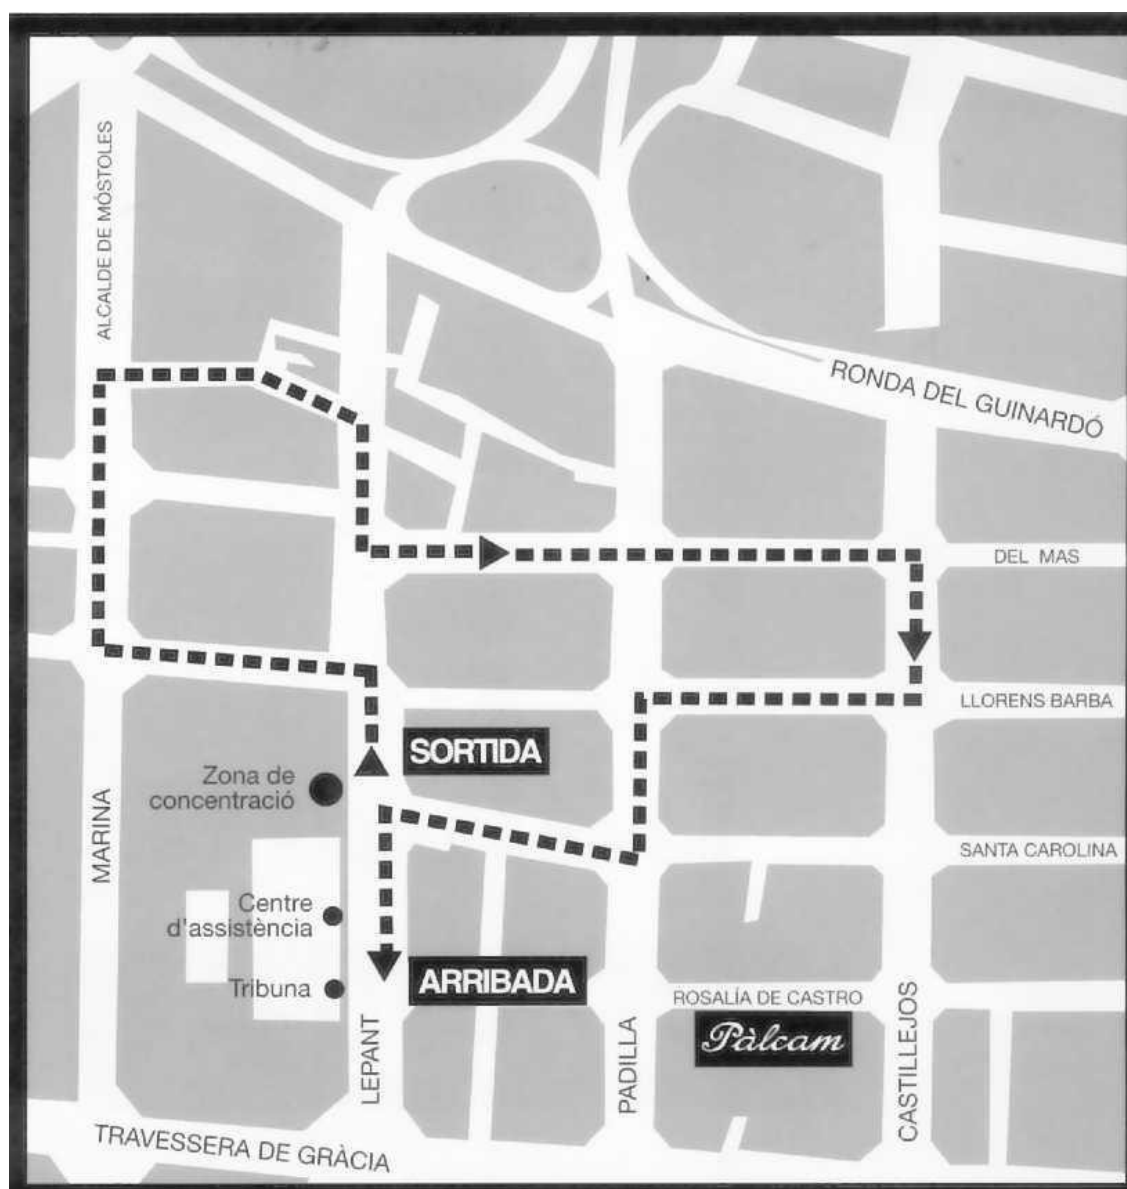 ALCALDE DE MÓSTOLES
RONDA DEL GUINARDÓ
DEL MAS
LLORENS BARBA
SORTIDA
Zona de
concentració
MARINA
SANTA CAROLINA
Centre
d'assistència
ARRIBADA
Tribuna
ROSALÍA DE CASTRO
Pàlcam
LEPANT
PADILLA
CASTILLEJOS
TRAVESSERA DE GRÀCIA